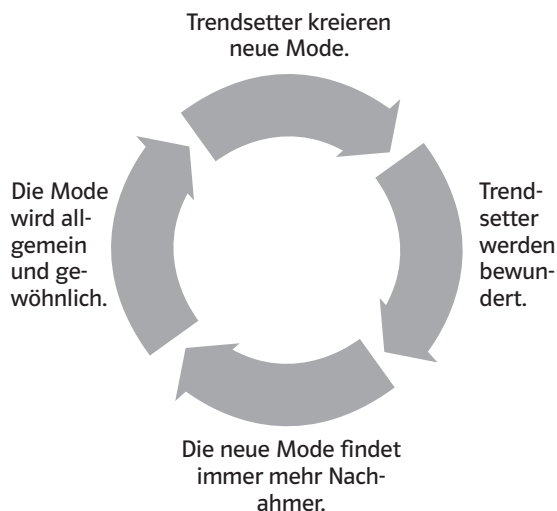 Trendsetter kreieren
neue Mode.
Trend-
setter
werden
bewun-
dert.
Die neue Mode findet
immer mehr Nach-
ahmer.
Die Mode
wird all-
gemein
und ge-
wöhnlich.